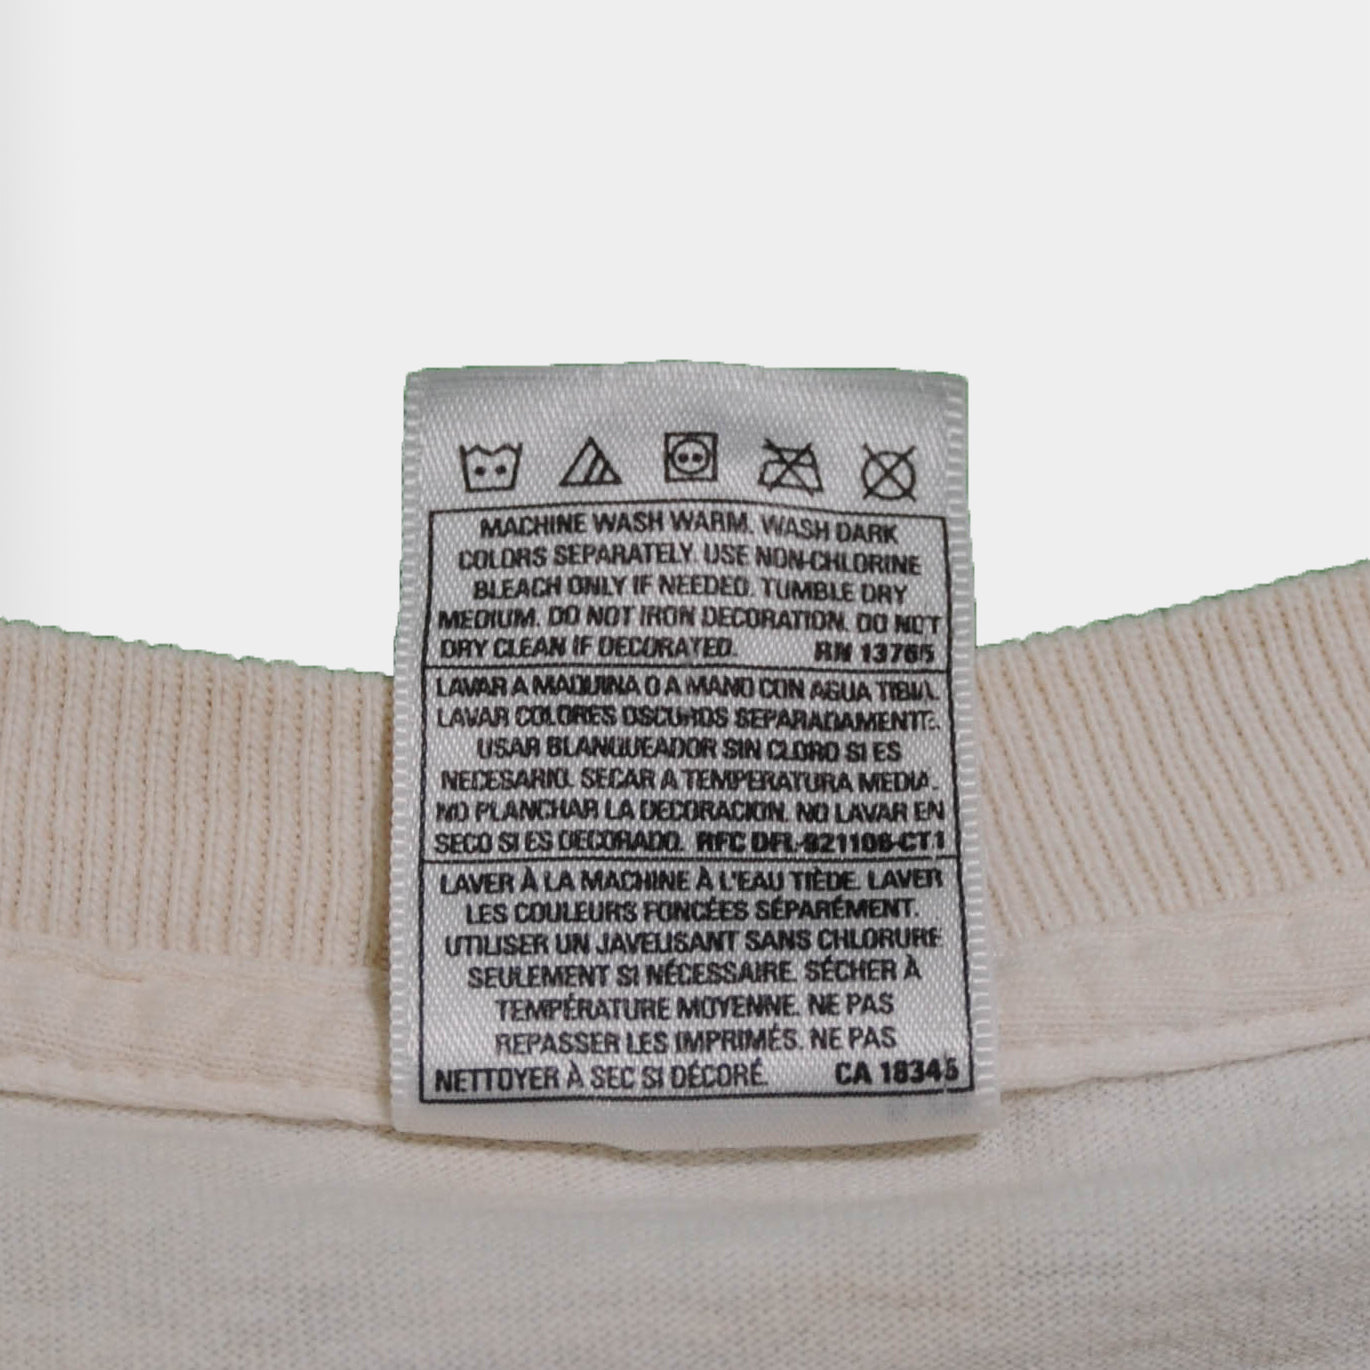 MACHINE WASH WARM. WASH DARK
COLORS SEPARATELY. USE NON-CHLORINE
BLEACH ONLY IF NEEDED. TUMBLE DRY
MEDIUM. DO NOT IRON DECORATION. DO NOT
DRY CLEAN IF DECORATED. RN 13765
LAVAR A MAQUINA O A MANO CON AGUA TIBIA.
LAVAR COLORES OSCUROS SEPARADAMENTE.
USAR BLANQUEADOR SIN CLORO SI ES
NECESARIO. SECAR A TEMPERATURA MEDIA.
NO PLANCHAR LA DECORACION. NO LAVAR EN
SECO SI ES DECORADO. RFC DFL-921106-CT1
LAVER À LA MACHINE À L'EAU TIÈDE. LAVER
LES COULEURS FONCÉES SÉPARÉMENT.
UTILISER UN JAVELISANT SANS CHLORURE
SEULEMENT SI NÉCESSAIRE. SÉCHER À
TEMPÉRATURE MOYENNE. NE PAS
REPASSER LES IMPRIMÉS. NE PAS
NETTOYER À SEC SI DÉCORÉ. CA 18345